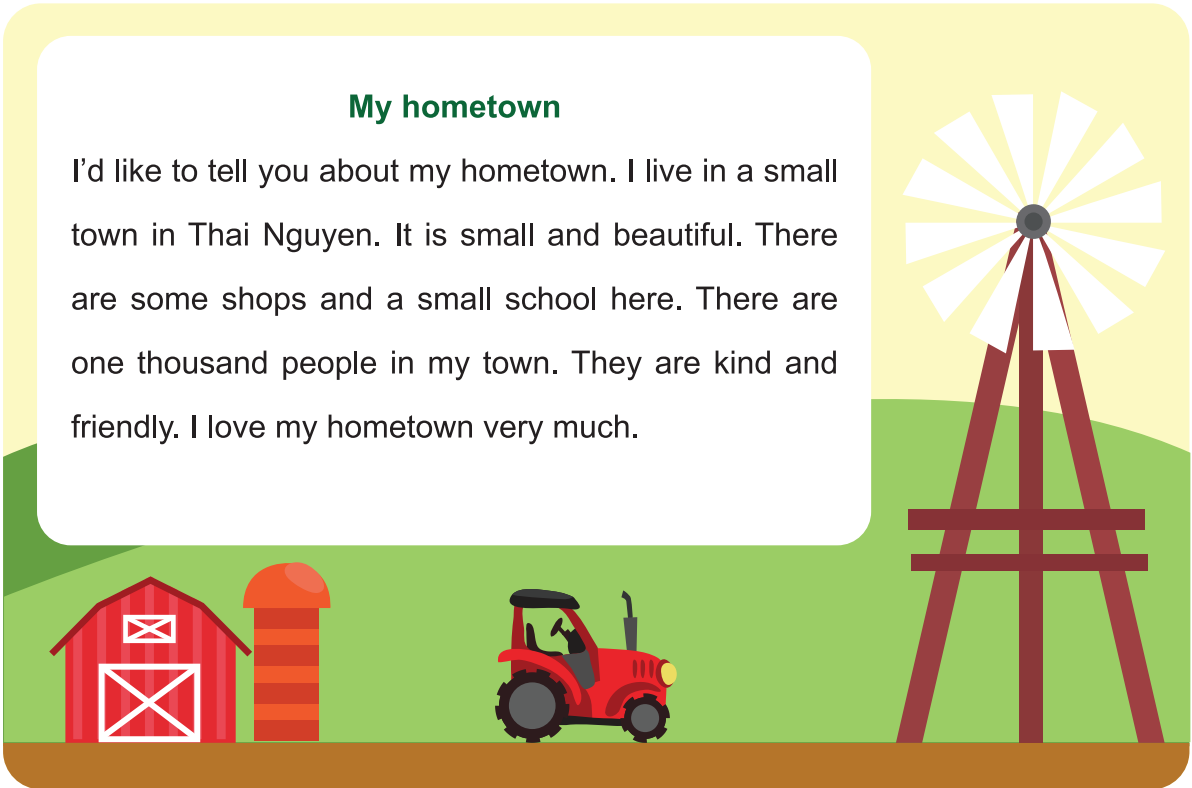 My hometown
I'd like to tell you about my hometown. I live in a small
town in Thai Nguyen. It is small and beautiful. There
are some shops and a small school here. There are
one thousand people in my town. They are kind and
friendly. I love my hometown very much.